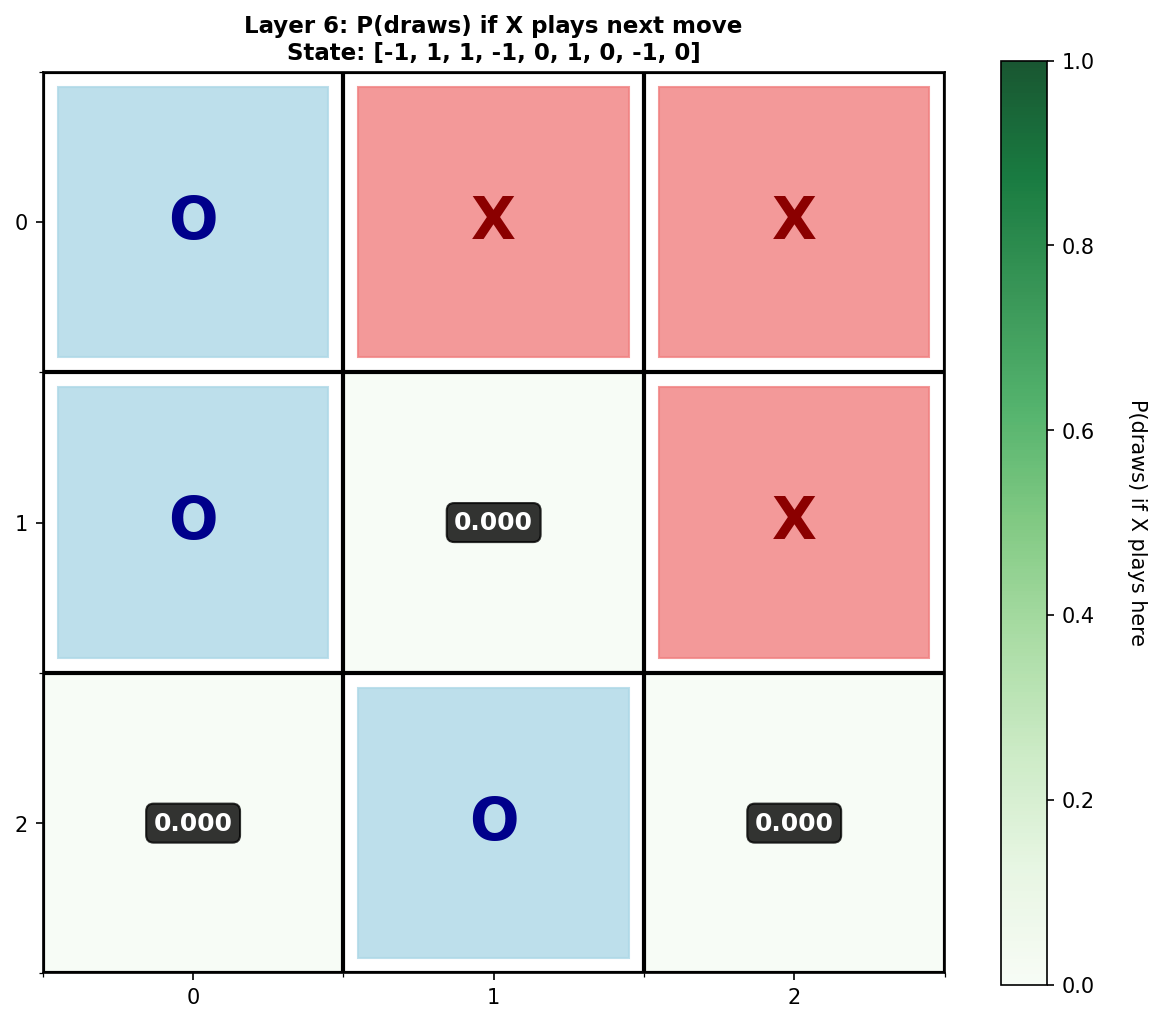 Layer 6: P(draws) if X plays next move
State: [-1, 1, 1, -1, 0, 1, 0, -1, 0]
0
O
X
X
1
O
0.000
X
2
0.000
O
0.000
0
1
2
1.0
0.8
0.6
0.4
0.2
0.0
P(draws) if X plays here